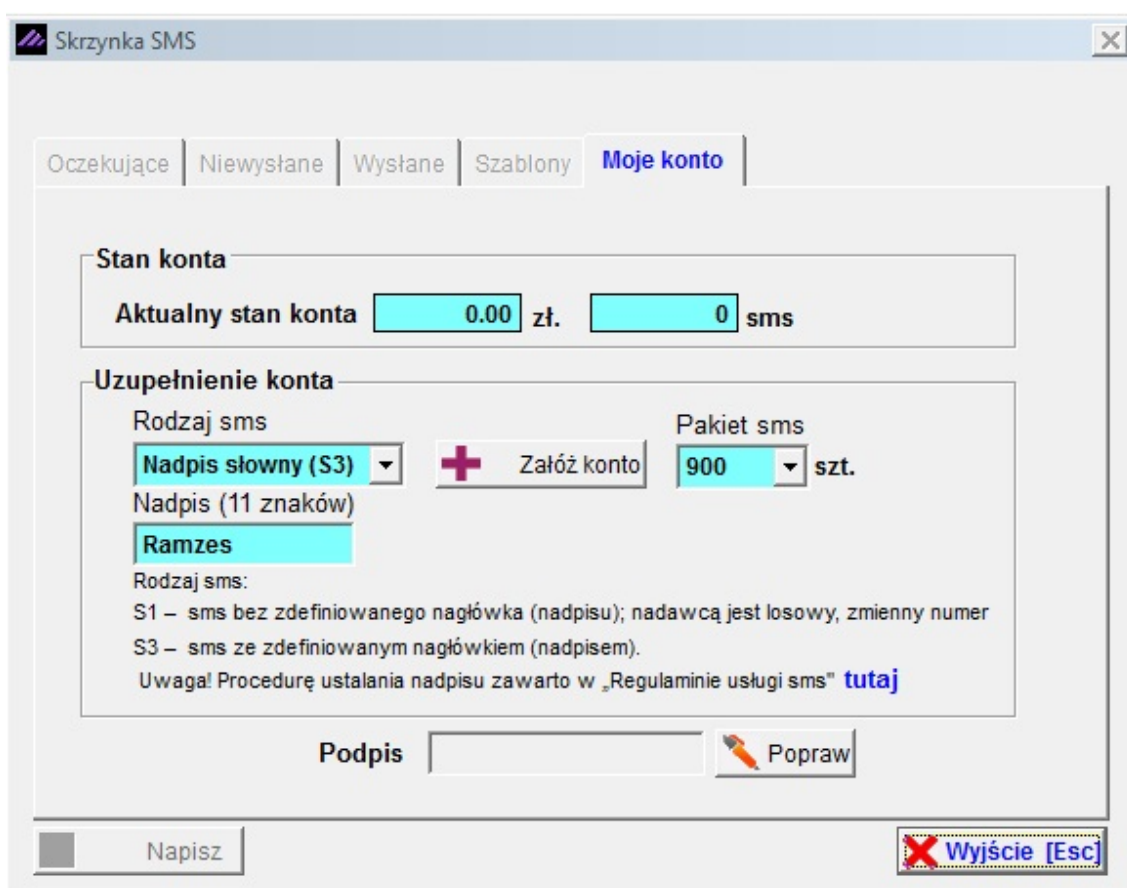 Skrzynka SMS
Oczekujące Niewysłane Wysłane Szablony Moje konto
Stan konta
Aktualny stan konta 0.00 zł. 0 sms
Uzupełnienie konta
Rodzaj sms Pakiet sms
Nadpis słowny (S3) Załóż konto 900 szt.
Nadpis (11 znaków)
Ramzes
Rodzaj sms:
S1 – sms bez zdefiniowanego nagłówka (nadpisu); nadawcą jest losowy, zmienny numer
S3 – sms ze zdefiniowanym nagłówkiem (nadpisem).
Uwaga! Procedurę ustalania nadpisu zawarto w „Regulaminie usługi sms" tutaj
Podpis Popraw
Napisz Wyjście [Esc]